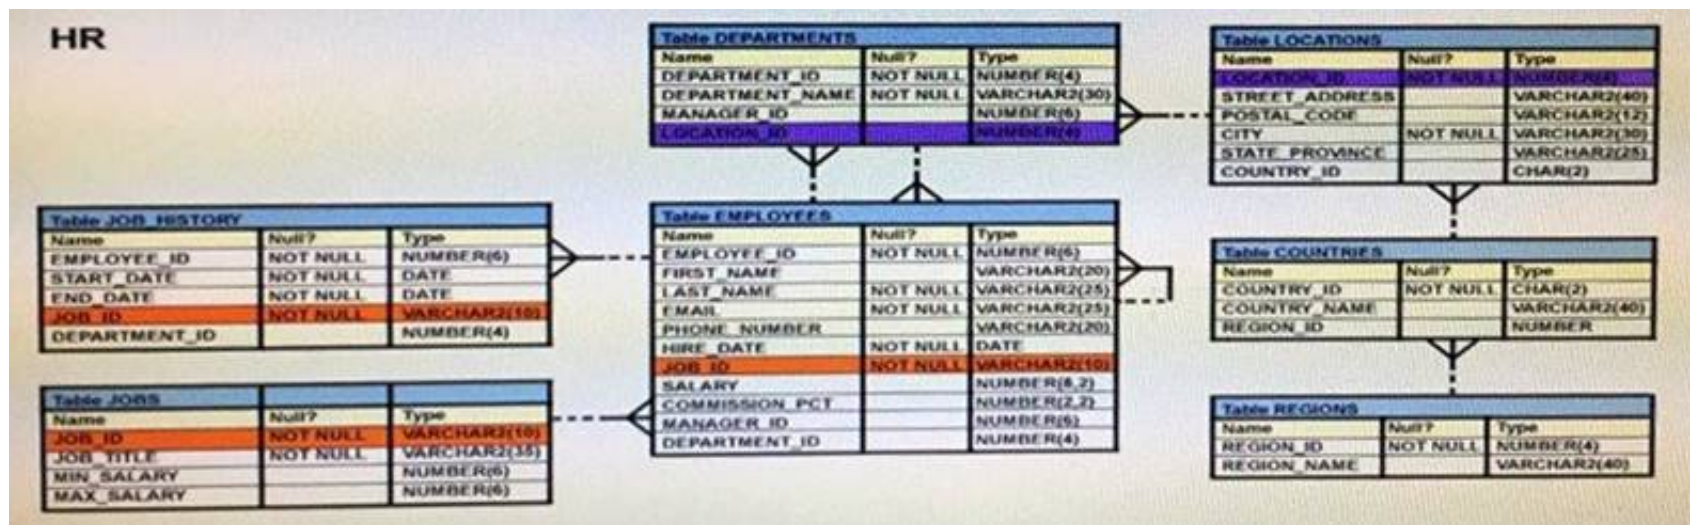 HR
Table DEPARTMENTS
Name Null? Type
DEPARTMENT_ID NOT NULL NUMBER(4)
DEPARTMENT_NAME NOT NULL VARCHAR2(30)
MANAGER_ID NUMBER(6)
LOCATION_ID NUMBER(4)
Table LOCATIONS
Name Null? Type
LOCATION_ID NOT NULL NUMBER(4)
STREET_ADDRESS VARCHAR2(40)
POSTAL_CODE VARCHAR2(12)
CITY NOT NULL VARCHAR2(30)
STATE_PROVINCE VARCHAR2(25)
COUNTRY_ID CHAR(2)
Table JOB_HISTORY
Name Null? Type
EMPLOYEE_ID NOT NULL NUMBER(6)
START_DATE NOT NULL DATE
END_DATE NOT NULL DATE
JOB_ID NOT NULL VARCHAR2(10)
DEPARTMENT_ID NUMBER(4)
Table EMPLOYEES
Name Null? Type
EMPLOYEE_ID NOT NULL NUMBER(6)
FIRST_NAME VARCHAR2(20)
LAST_NAME NOT NULL VARCHAR2(25)
EMAIL NOT NULL VARCHAR2(25)
PHONE_NUMBER VARCHAR2(20)
HIRE_DATE NOT NULL DATE
JOB_ID NOT NULL VARCHAR2(10)
SALARY NUMBER(8,2)
COMMISSION_PCT NUMBER(2,2)
MANAGER_ID NUMBER(6)
DEPARTMENT_ID NUMBER(4)
Table COUNTRIES
Name Null? Type
COUNTRY_ID NOT NULL CHAR(2)
COUNTRY_NAME VARCHAR2(40)
REGION_ID NUMBER
Table JOBS
Name Null? Type
JOB_ID NOT NULL VARCHAR2(10)
JOB_TITLE NOT NULL VARCHAR2(35)
MIN_SALARY NUMBER(6)
MAX_SALARY NUMBER(6)
Table REGIONS
Name Null? Type
REGION_ID NOT NULL NUMBER(4)
REGION_NAME VARCHAR2(40)